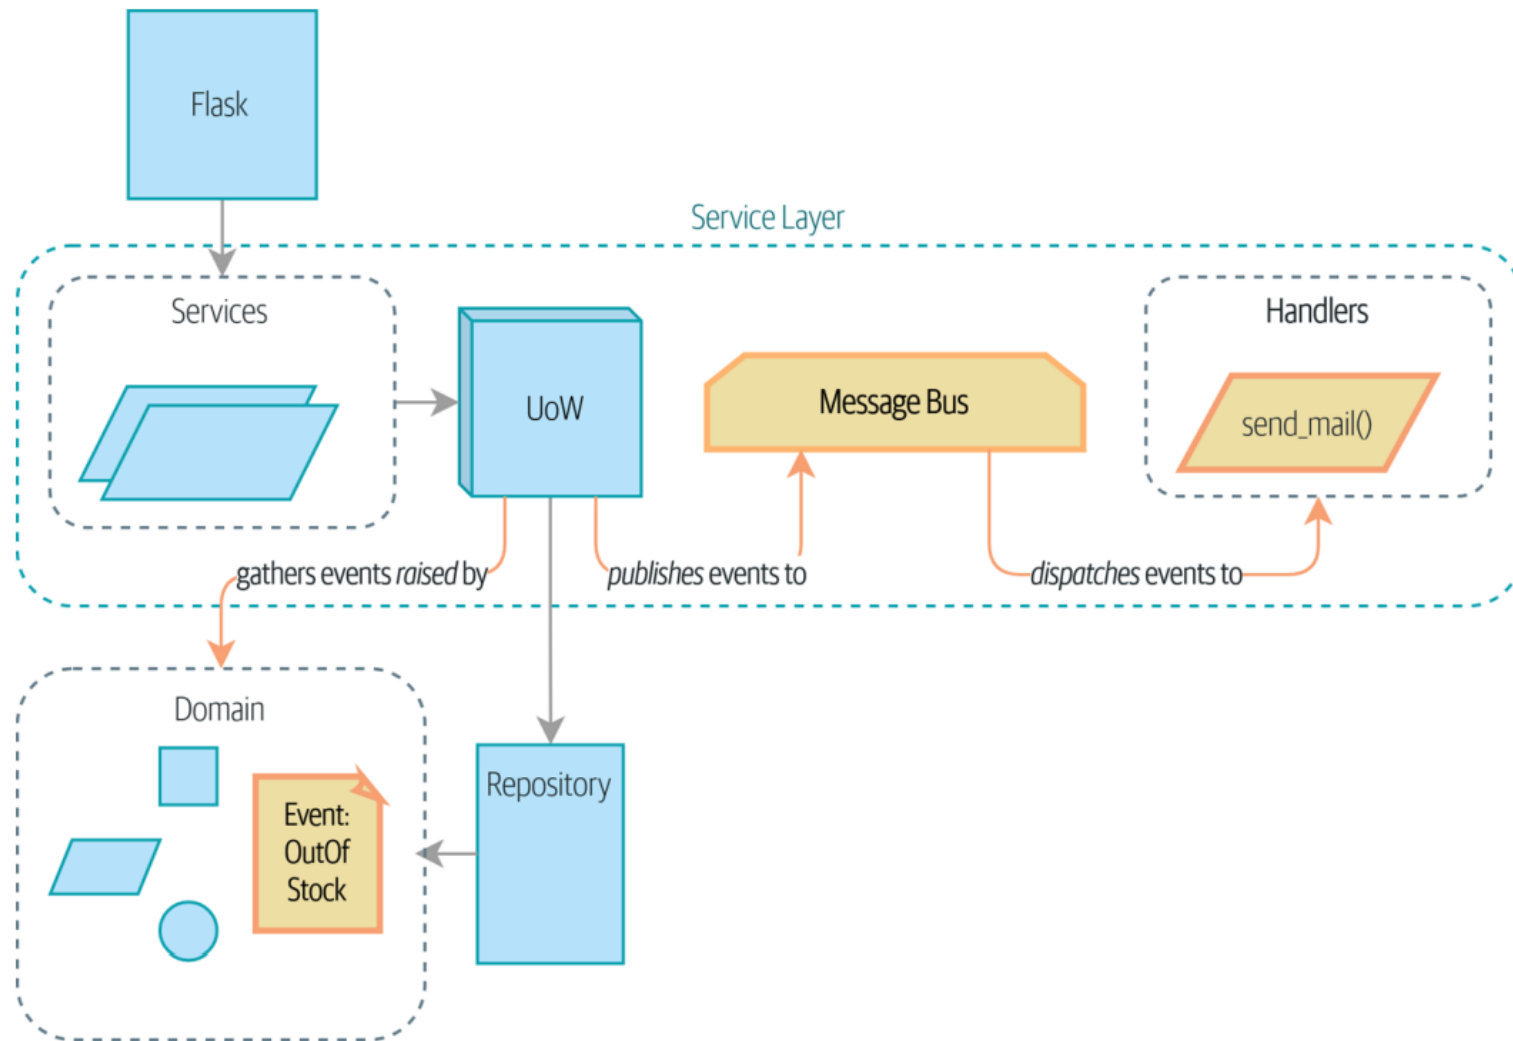 Flask
Service Layer
Services
UoW
Message Bus
Handlers
send_mail()
gathers events raised by
publishes events to
dispatches events to
Domain
Event:
OutOf
Stock
Repository